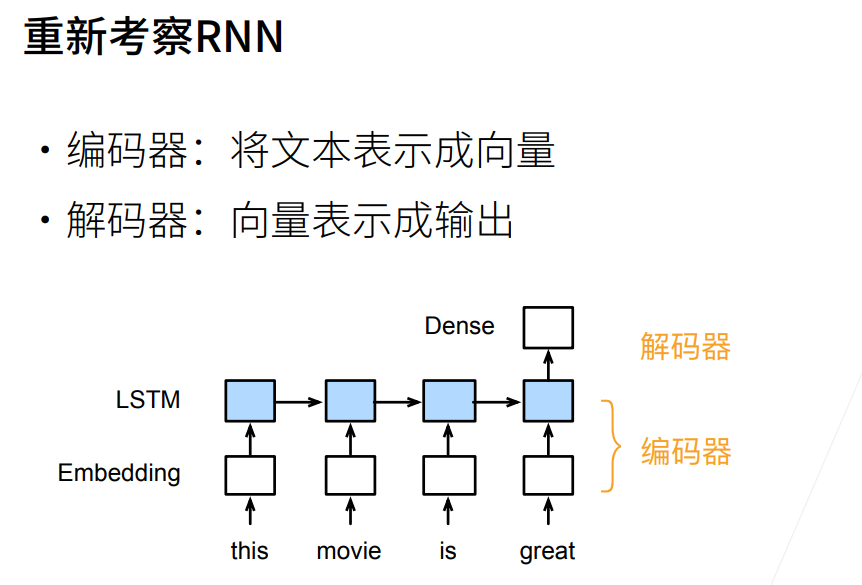 重新考察RNN
• 编码器：将文本表示成向量
• 解码器：向量表示成输出
Dense
解码器
LSTM
编码器
Embedding
this movie is great